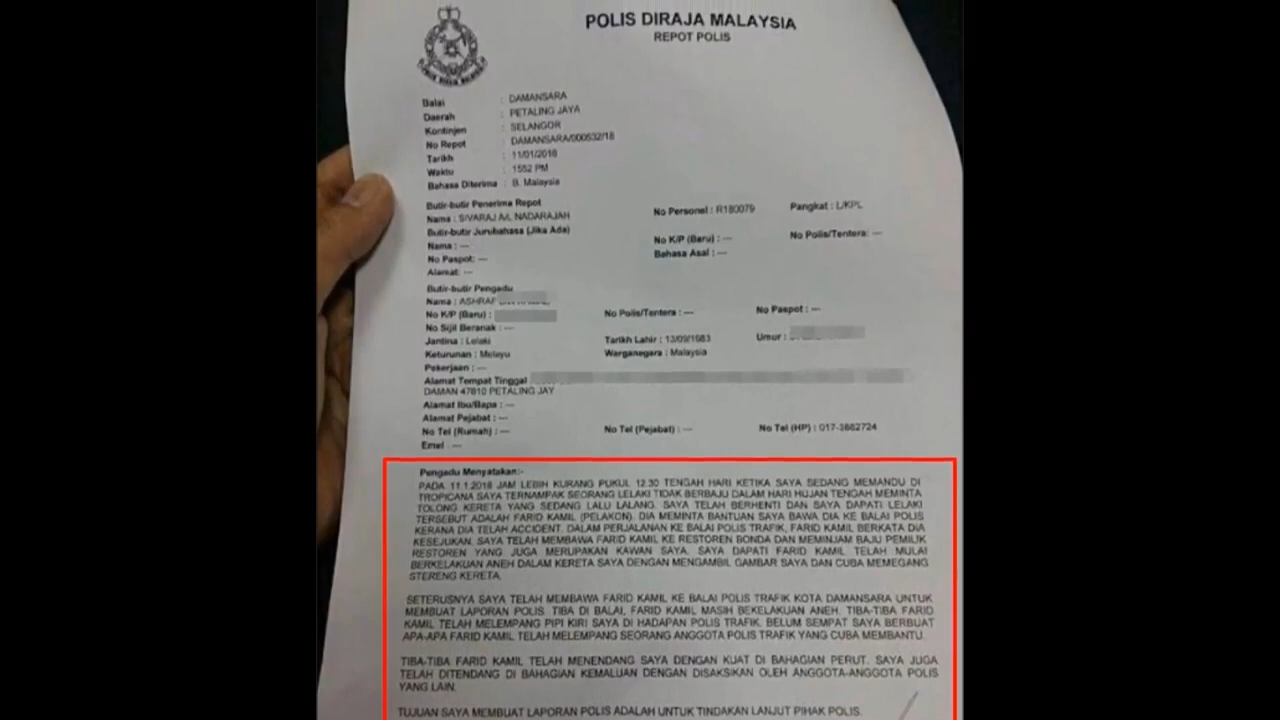 POLIS DIRAJA MALAYSIA
REPOT POLIS
Balai : DAMANSARA
Daerah : PETALING JAYA
Kontinjen : SELANGOR
No Repot : DAMANSARA/000532/18
Tarikh : 11/01/2018
Waktu : 1552 PM
Bahasa Diterima : B. Malaysia
Butir-butir Penerima Repot
Nama : SIVARAJ A/L NADARAJAH No Personel : R180079 Pangkat : L/KPL
Butir-butir Jurubahasa (Jika Ada)
Nama : --- No K/P (Baru) : --- No Polis/Tentera: ---
No Paspot: --- Bahasa Asal : ---
Alamat: ---
Butir-butir Pengadu
Nama : ASHRAF
No K/P (Baru) : No Polis/Tentera : --- No Paspot : ---
No Sijil Beranak : ---
Jantina : Lelaki Tarikh Lahir : 13/09/1983 Umur :
Keturunan : Melayu Warganegara : Malaysia
Pekerjaan : ---
Alamat Tempat Tinggal
DAMAN 47810 PETALING JAY
Alamat Ibu/Bapa : ---
Alamat Pejabat : ---
No Tel (Rumah) : --- No Tel (Pejabat) : --- No Tel (HP) : 017-3662724
Emel : ---
Pengadu Menyatakan:-
PADA 11.1.2018 JAM LEBIH KURANG PUKUL 12.30 TENGAH HARI KETIKA SAYA SEDANG MEMANDU DI
TROPICANA SAYA TERNAMPAK SEORANG LELAKI TIDAK BERBAJU DALAM HARI HUJAN TENGAH MEMINTA
TOLONG KERETA YANG SEDANG LALU LALANG. SAYA TELAH BERHENTI DAN SAYA DAPATI LELAKI
TERSEBUT ADALAH FARID KAMIL (PELAKON). DIA MEMINTA BANTUAN SAYA BAWA DIA KE BALAI POLIS
KERANA DIA TELAH ACCIDENT. DALAM PERJALANAN KE BALAI POLIS TRAFIK, FARID KAMIL BERKATA DIA
KESEJUKAN. SAYA TELAH MEMBAWA FARID KAMIL KE RESTOREN BONDA DAN MEMINJAM BAJU PEMILIK
RESTOREN YANG JUGA MERUPAKAN KAWAN SAYA. SAYA DAPATI FARID KAMIL TELAH MULAI
BERKELAKUAN ANEH DALAM KERETA SAYA DENGAN MENGAMBIL GAMBAR SAYA DAN CUBA MEMEGANG
STERENG KERETA.
SETERUSNYA SAYA TELAH MEMBAWA FARID KAMIL KE BALAI POLIS TRAFIK KOTA DAMANSARA UNTUK
MEMBUAT LAPORAN POLIS. TIBA DI BALAI, FARID KAMIL MASIH BEKELAKUAN ANEH. TIBA-TIBA FARID
KAMIL TELAH MELEMPANG PIPI KIRI SAYA DI HADAPAN POLIS TRAFIK. BELUM SEMPAT SAYA BERBUAT
APA-APA FARID KAMIL TELAH MELEMPANG SEORANG ANGGOTA POLIS TRAFIK YANG CUBA MEMBANTU.
TIBA-TIBA FARID KAMIL TELAH MENENDANG SAYA DENGAN KUAT DI BAHAGIAN PERUT. SAYA JUGA
TELAH DITENDANG DI BAHAGIAN KEMALUAN DENGAN DISAKSIKAN OLEH ANGGOTA-ANGGOTA POLIS
YANG LAIN.
TUJUAN SAYA MEMBUAT LAPORAN POLIS ADALAH UNTUK TINDAKAN LANJUT PIHAK POLIS.